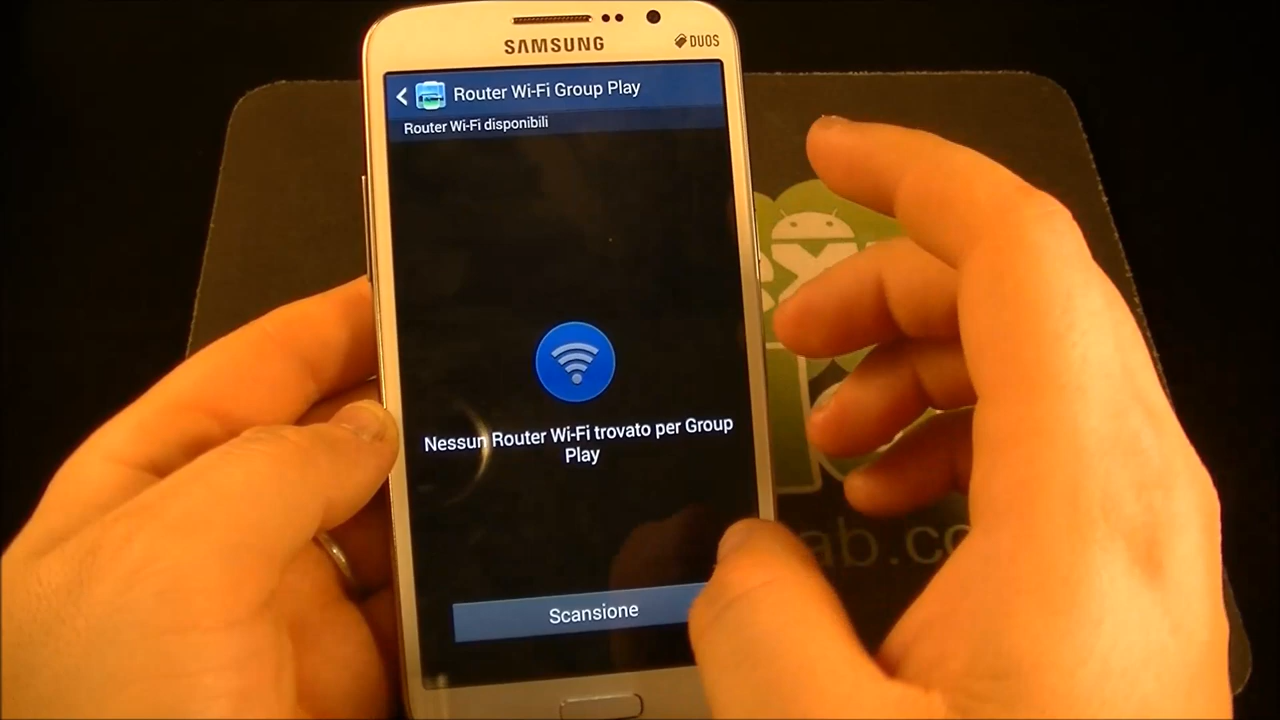 SAMSUNG
DUOS
Router Wi-Fi Group Play
Router Wi-Fi disponibili
Nessun Router Wi-Fi trovato per Group
Play
Scansione
ab.co